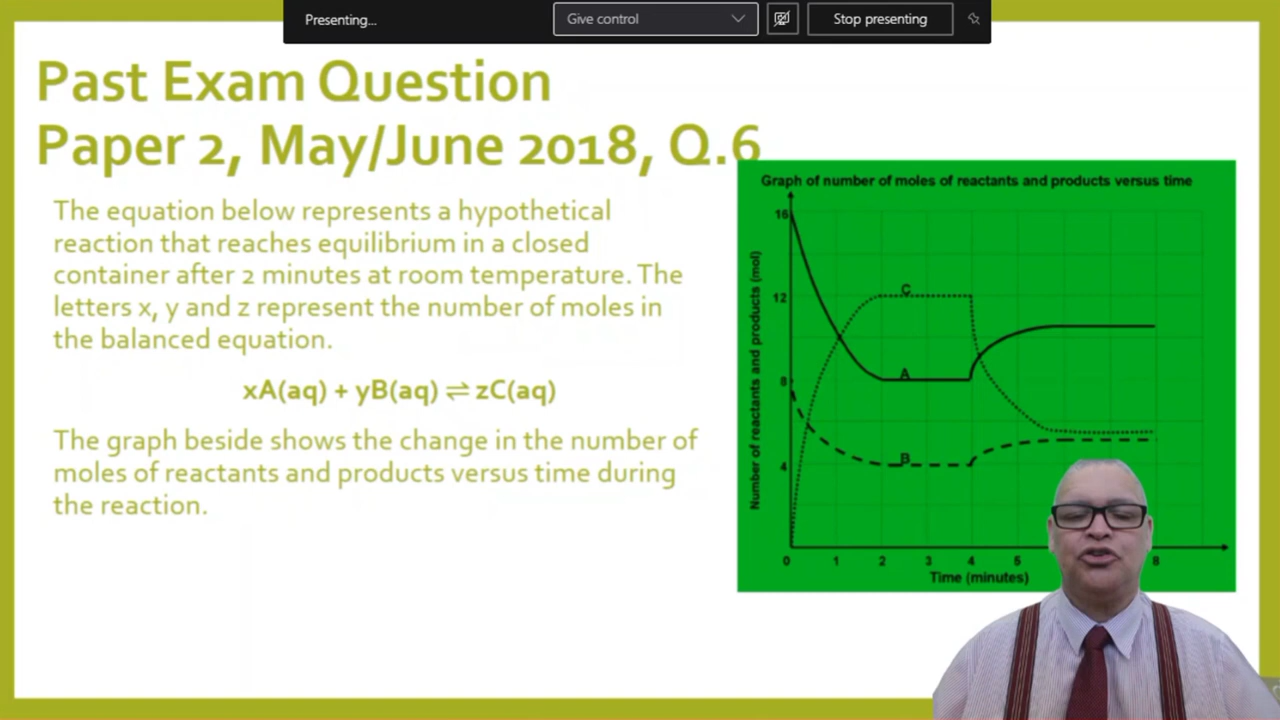 Presenting...
Give control
Stop presenting
Past Exam Question
Paper 2, May/June 2018, Q.6
The equation below represents a hypothetical
reaction that reaches equilibrium in a closed
container after 2 minutes at room temperature. The
letters x, y and z represent the number of moles in
the balanced equation.
xA(aq) + yB(aq) ⇌ zC(aq)
The graph beside shows the change in the number of
moles of reactants and products versus time during
the reaction.
Graph of number of moles of reactants and products versus time
Number of reactants and products (mol)
16
12
8
4
C
A
B
0 1 2 3 4 5 8
Time (minutes)